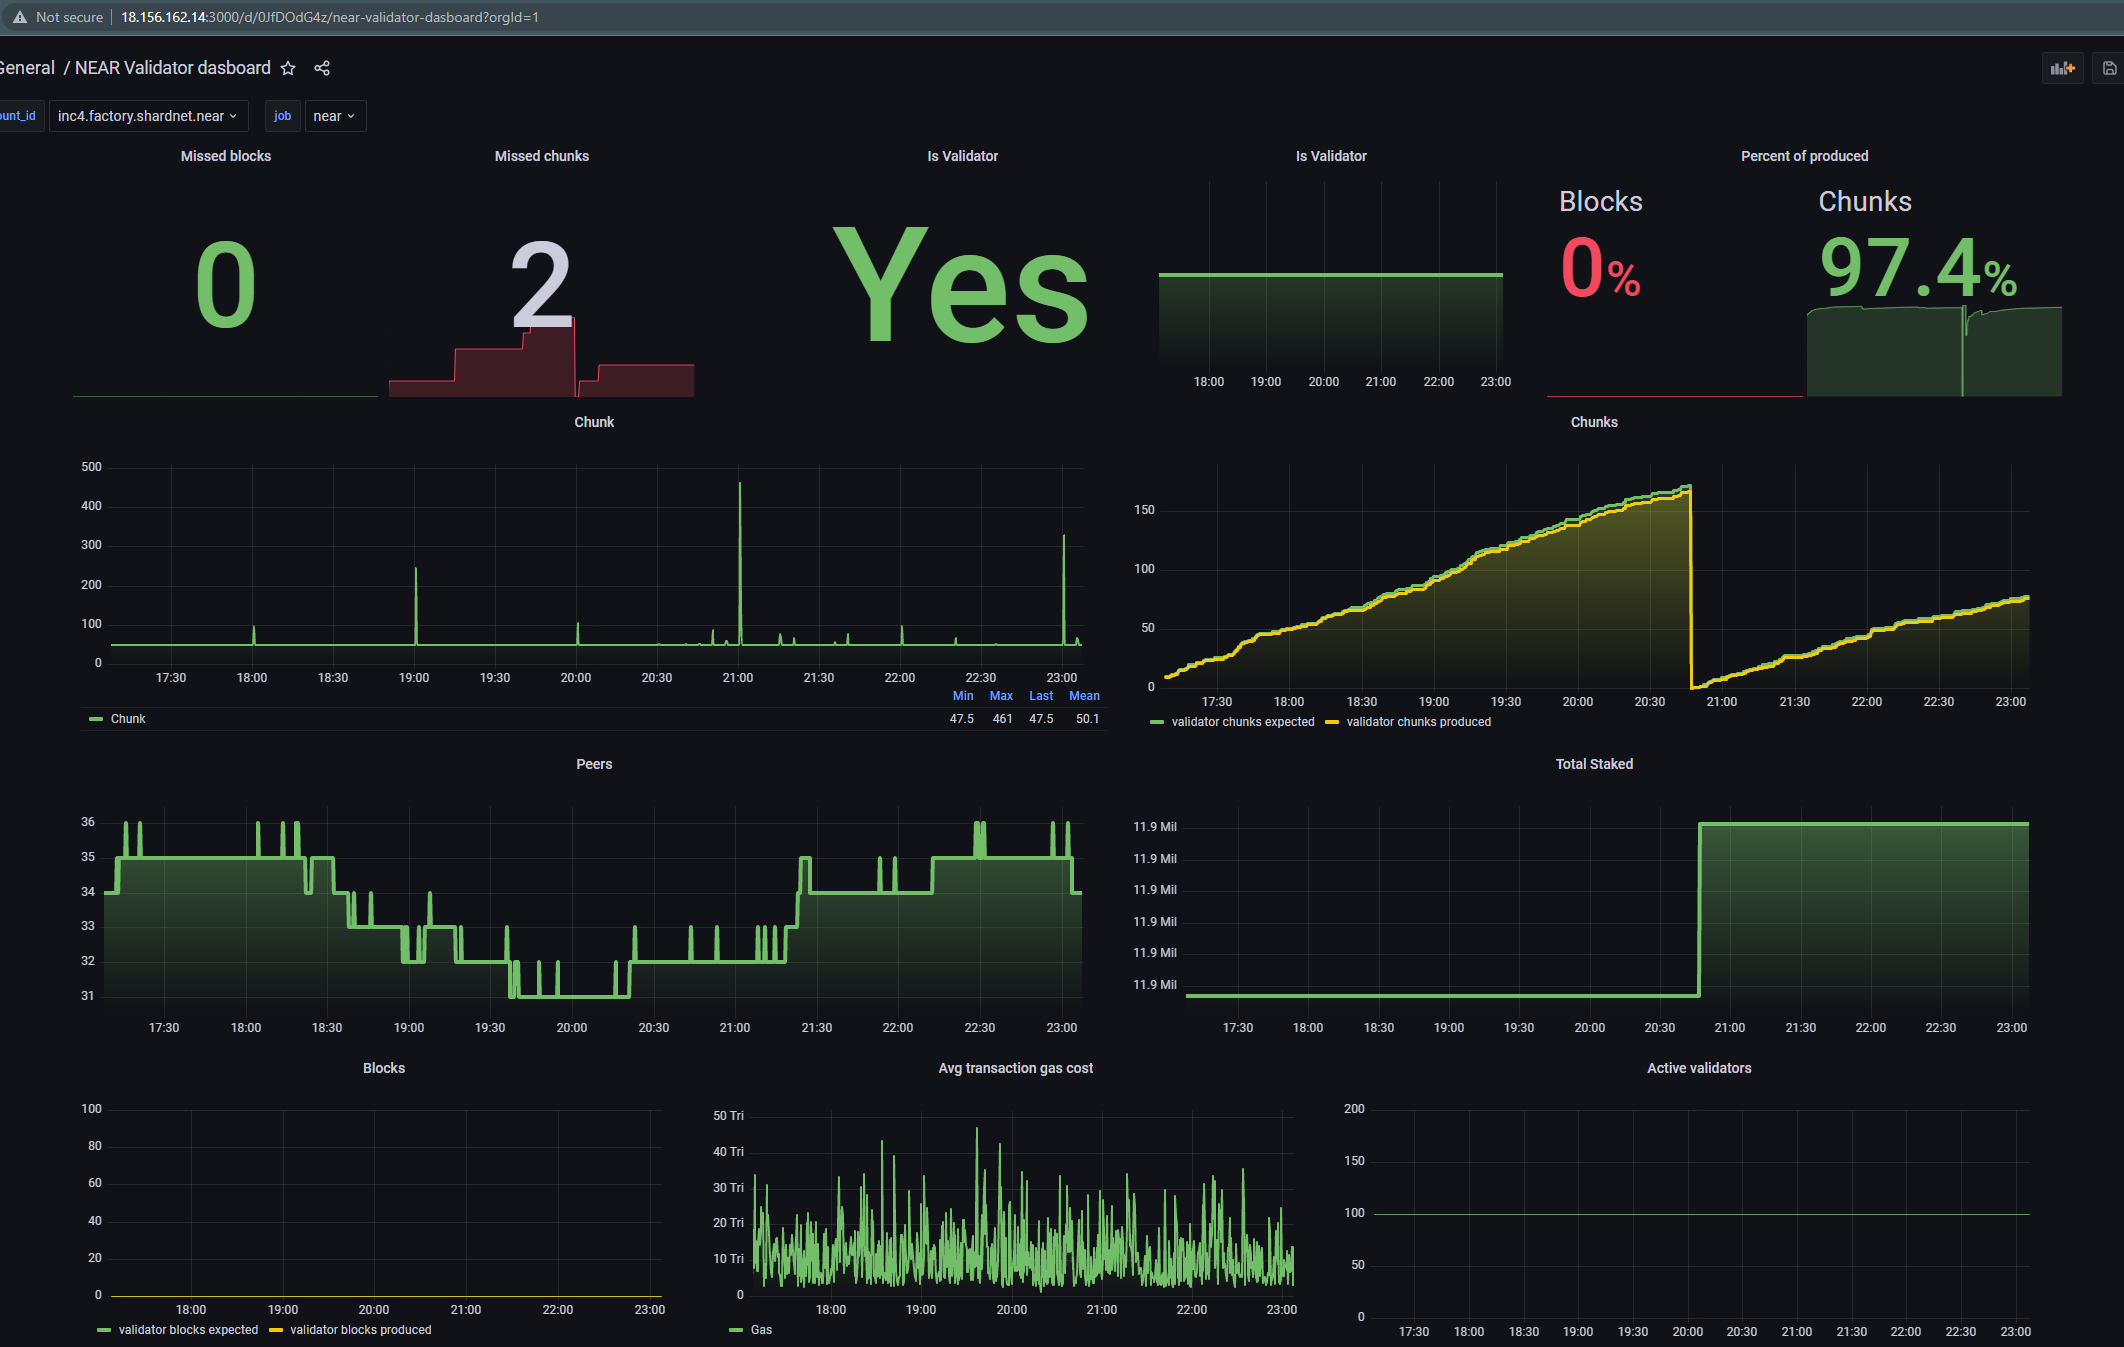 Not secure | 18.156.162.14:3000/d/0JfDOdG4z/near-validator-dasboard?orgId=1
General / NEAR Validator dasboard
ount_id inc4.factory.shardnet.near job near
Missed blocks Missed chunks Is Validator Is Validator Percent of produced
Blocks Chunks
0 2 Yes 0% 97.4%
18:00 19:00 20:00 21:00 22:00 23:00
Chunk
500
400
300
200
100
0
17:30 18:00 18:30 19:00 19:30 20:00 20:30 21:00 21:30 22:00 22:30 23:00
Min Max Last Mean
Chunk 47.5 461 47.5 50.1
Chunks
150
100
50
0
17:30 18:00 18:30 19:00 19:30 20:00 20:30 21:00 21:30 22:00 22:30 23:00
validator chunks expected validator chunks produced
Peers
36
35
34
33
32
31
17:30 18:00 18:30 19:00 19:30 20:00 20:30 21:00 21:30 22:00 22:30 23:00
Total Staked
11.9 Mil
11.9 Mil
11.9 Mil
11.9 Mil
11.9 Mil
11.9 Mil
17:30 18:00 18:30 19:00 19:30 20:00 20:30 21:00 21:30 22:00 22:30 23:00
Blocks
100
80
60
40
20
0
18:00 19:00 20:00 21:00 22:00 23:00
validator blocks expected validator blocks produced
Avg transaction gas cost
50 Tri
40 Tri
30 Tri
20 Tri
10 Tri
0
18:00 19:00 20:00 21:00 22:00 23:00
Gas
Active validators
200
150
100
50
0
17:30 18:00 18:30 19:00 19:30 20:00 20:30 21:00 21:30 22:00 22:30 23:00